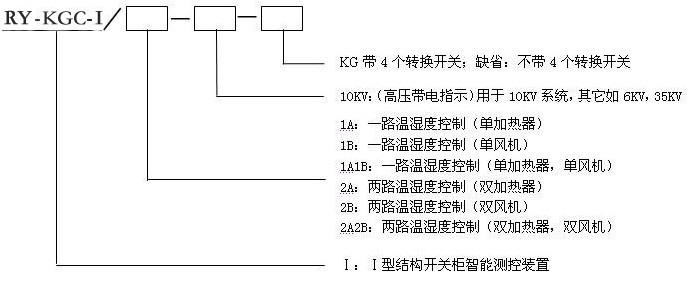 RY-KGC-I/□-□-□
KG 带 4 个转换开关；缺省：不带 4 个转换开关
10KV:（高压带电指示）用于 10KV 系统，其它如 6KV, 35KV
1A：一路温湿度控制（单加热器）
1B：一路温湿度控制（单风机）
1A1B：一路温湿度控制（单加热器，单风机）
2A：两路温湿度控制（双加热器）
2B：两路温湿度控制（双风机）
2A2B：两路温湿度控制（双加热器，双风机）
Ⅰ：Ⅰ型结构开关柜智能测控装置